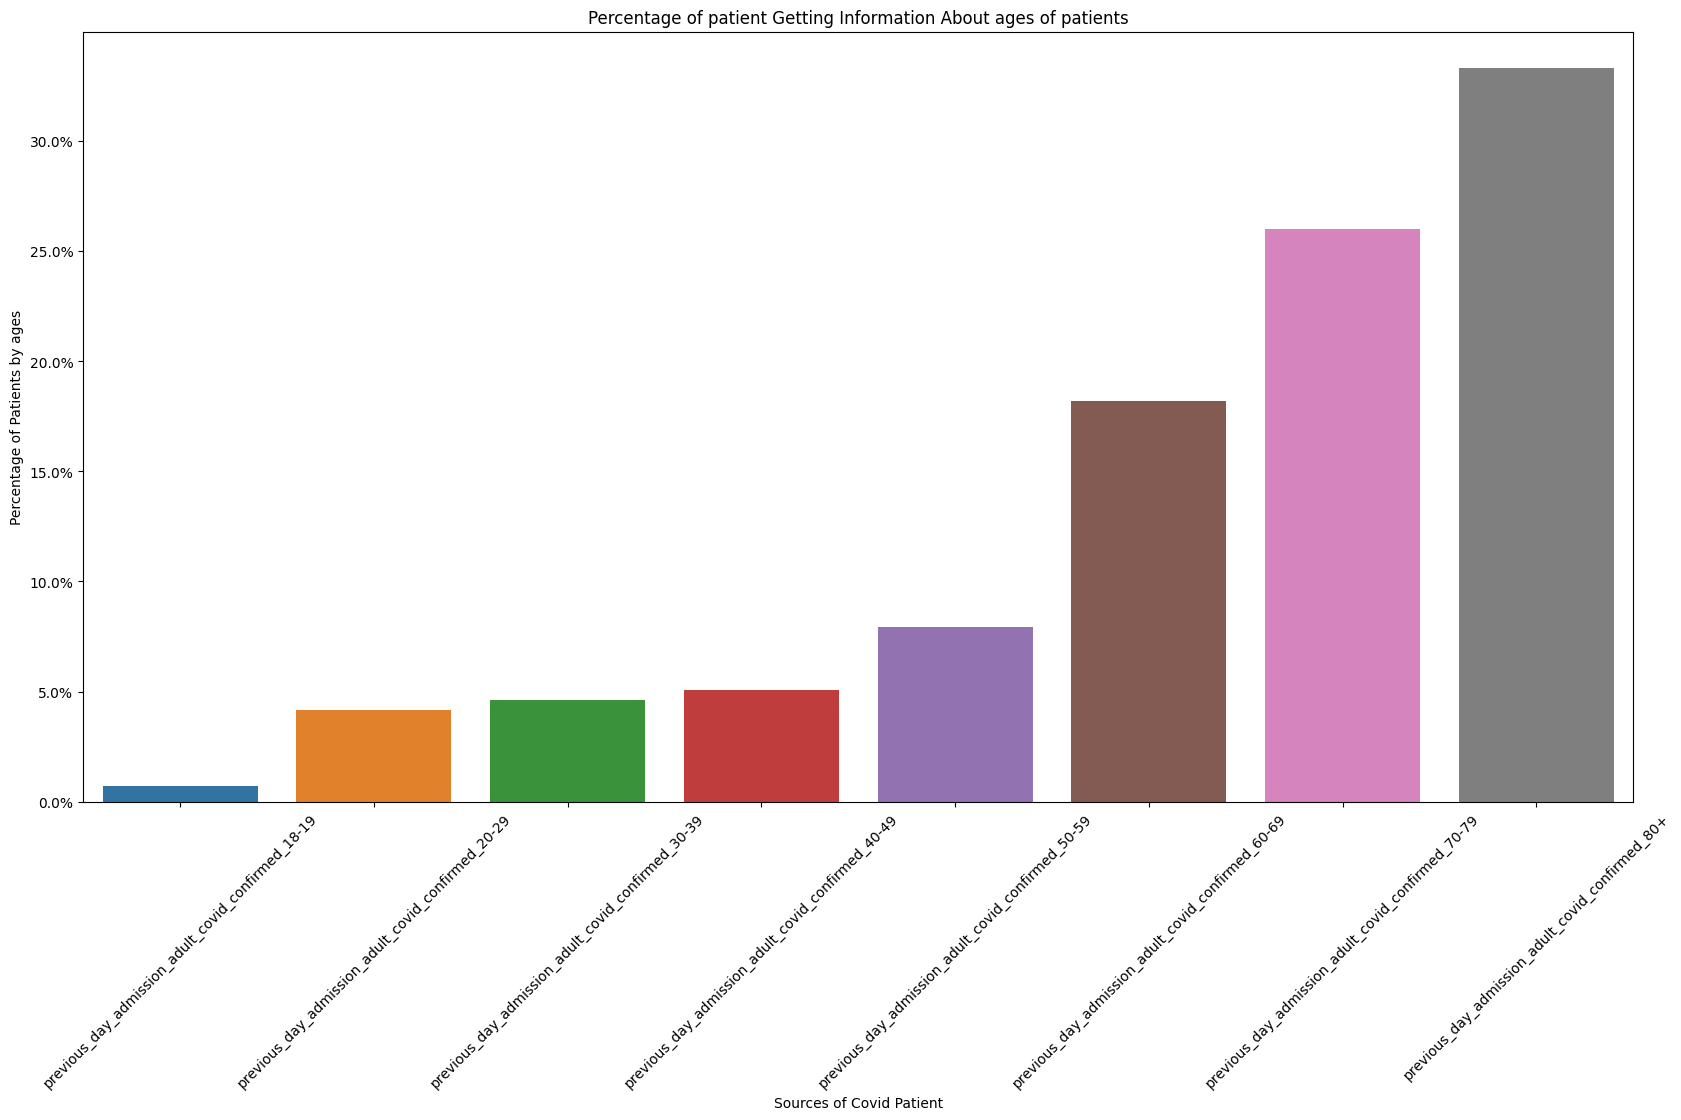 Percentage of patient Getting Information About ages of patients
Percentage of Patients by ages
30.0%
25.0%
20.0%
15.0%
10.0%
5.0%
0.0%
previous_day_admission_adult_covid_confirmed_18-19
previous_day_admission_adult_covid_confirmed_20-29
previous_day_admission_adult_covid_confirmed_30-39
previous_day_admission_adult_covid_confirmed_40-49
previous_day_admission_adult_covid_confirmed_50-59
previous_day_admission_adult_covid_confirmed_60-69
previous_day_admission_adult_covid_confirmed_70-79
previous_day_admission_adult_covid_confirmed_80+
Sources of Covid Patient